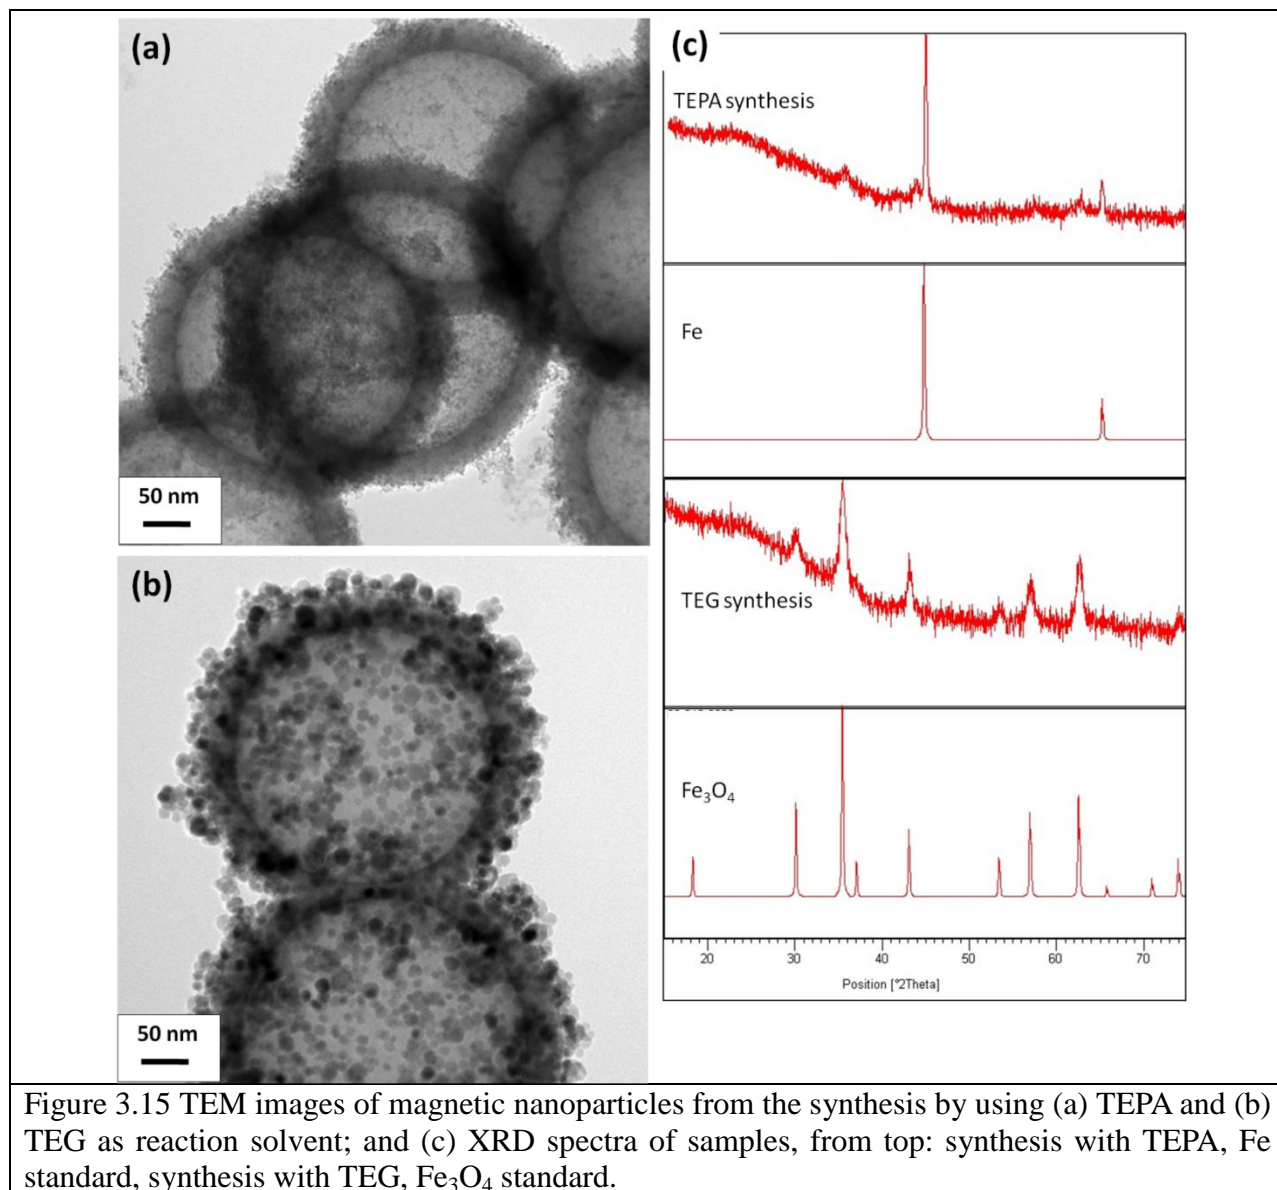 (a)
50 nm
(b)
50 nm
(c)
TEPA synthesis
Fe
TEG synthesis
Fe₃O₄
20 30 40 50 60 70
Position [°2Theta]
Figure 3.15 TEM images of magnetic nanoparticles from the synthesis by using (a) TEPA and (b)
TEG as reaction solvent; and (c) XRD spectra of samples, from top: synthesis with TEPA, Fe
standard, synthesis with TEG, Fe₃O₄ standard.